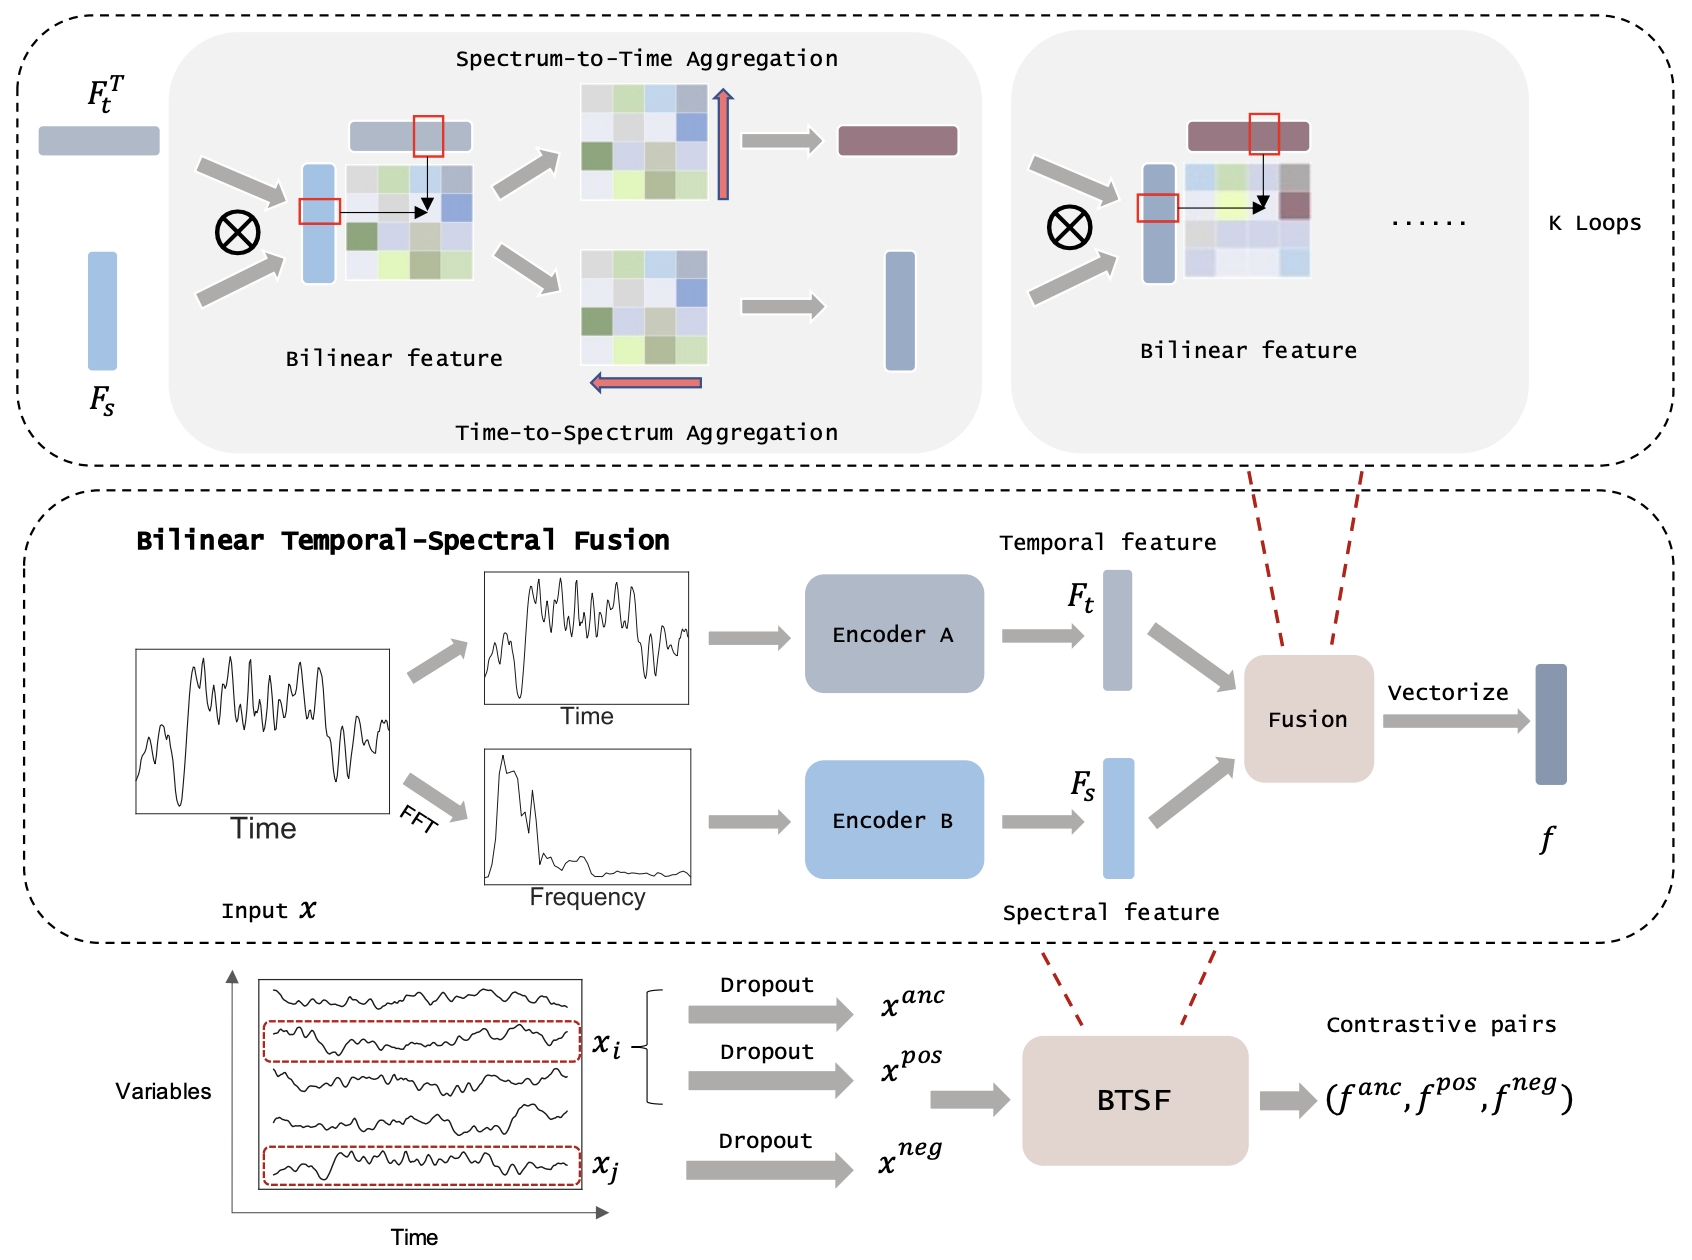 Spectrum-to-Time Aggregation
F_t^T
F_s
Bilinear feature
Time-to-Spectrum Aggregation
Bilinear feature
......
K Loops
Bilinear Temporal-Spectral Fusion
Time
Input x
FFT
Time
Frequency
Encoder A
Encoder B
Temporal feature
F_t
F_s
Spectral feature
Fusion
Vectorize
f
Variables
Time
x_i
x_j
Dropout
x^anc
Dropout
x^pos
Dropout
x^neg
BTSF
Contrastive pairs
(f^anc, f^pos, f^neg)